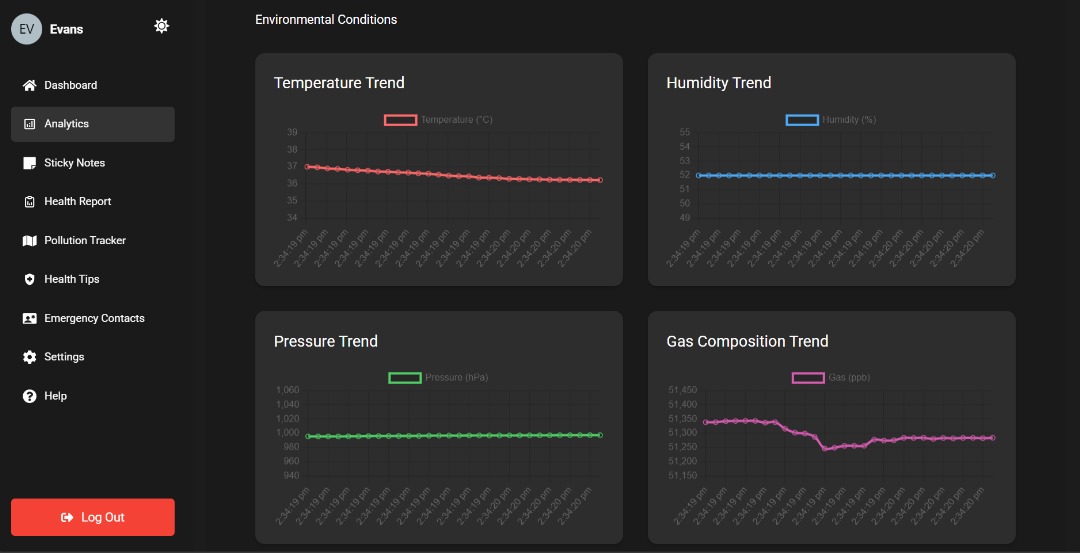 EV
Evans
Dashboard
Analytics
Sticky Notes
Health Report
Pollution Tracker
Health Tips
Emergency Contacts
Settings
Help
Log Out
Environmental Conditions
Temperature Trend
Temperature (°C)
39
38
37
36
35
34
2:34:19 pm
2:34:19 pm
2:34:19 pm
2:34:19 pm
2:34:19 pm
2:34:19 pm
2:34:19 pm
2:34:19 pm
2:34:19 pm
2:34:19 pm
2:34:20 pm
2:34:20 pm
2:34:20 pm
2:34:20 pm
2:34:20 pm
Humidity Trend
Humidity (%)
55
54
53
52
51
50
49
2:34:19 pm
2:34:19 pm
2:34:19 pm
2:34:19 pm
2:34:19 pm
2:34:19 pm
2:34:19 pm
2:34:19 pm
2:34:19 pm
2:34:19 pm
2:34:20 pm
2:34:20 pm
2:34:20 pm
2:34:20 pm
2:34:20 pm
Pressure Trend
Pressure (hPa)
1,060
1,040
1,020
1,000
980
960
940
2:34:19 pm
2:34:19 pm
2:34:19 pm
2:34:19 pm
2:34:19 pm
2:34:19 pm
2:34:19 pm
2:34:19 pm
2:34:19 pm
2:34:19 pm
2:34:20 pm
2:34:20 pm
2:34:20 pm
2:34:20 pm
2:34:20 pm
Gas Composition Trend
Gas (ppb)
51,450
51,400
51,350
51,300
51,250
51,200
51,150
2:34:19 pm
2:34:19 pm
2:34:19 pm
2:34:19 pm
2:34:19 pm
2:34:19 pm
2:34:19 pm
2:34:19 pm
2:34:19 pm
2:34:19 pm
2:34:20 pm
2:34:20 pm
2:34:20 pm
2:34:20 pm
2:34:20 pm